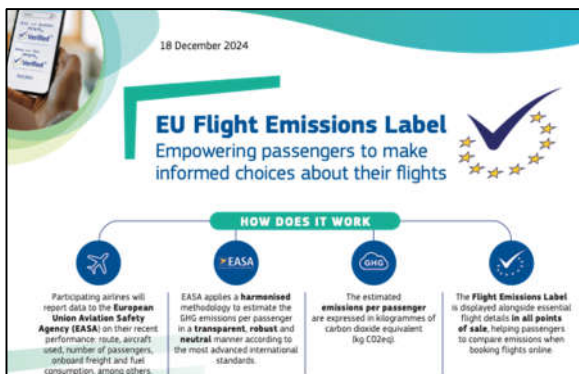 Verified
Verified
18 December 2024
EU Flight Emissions Label
Empowering passengers to make
informed choices about their flights
HOW DOES IT WORK
EASA
GHG
Participating airlines will
report data to the European
Union Aviation Safety
Agency (EASA) on their recent
performance: route, aircraft
used, number of passengers,
onboard freight and fuel
consumption, among others.
EASA applies a harmonised
methodology to estimate the
GHG emissions per passenger
in a transparent, robust and
neutral manner according to
the most advanced international
standards.
The estimated
emissions per passenger
are expressed in kilogrammes of
carbon dioxide equivalent
(kg CO2eq).
The Flight Emissions Label
is displayed alongside essential
flight details in all points
of sale, helping passengers
to compare emissions when
booking flights online